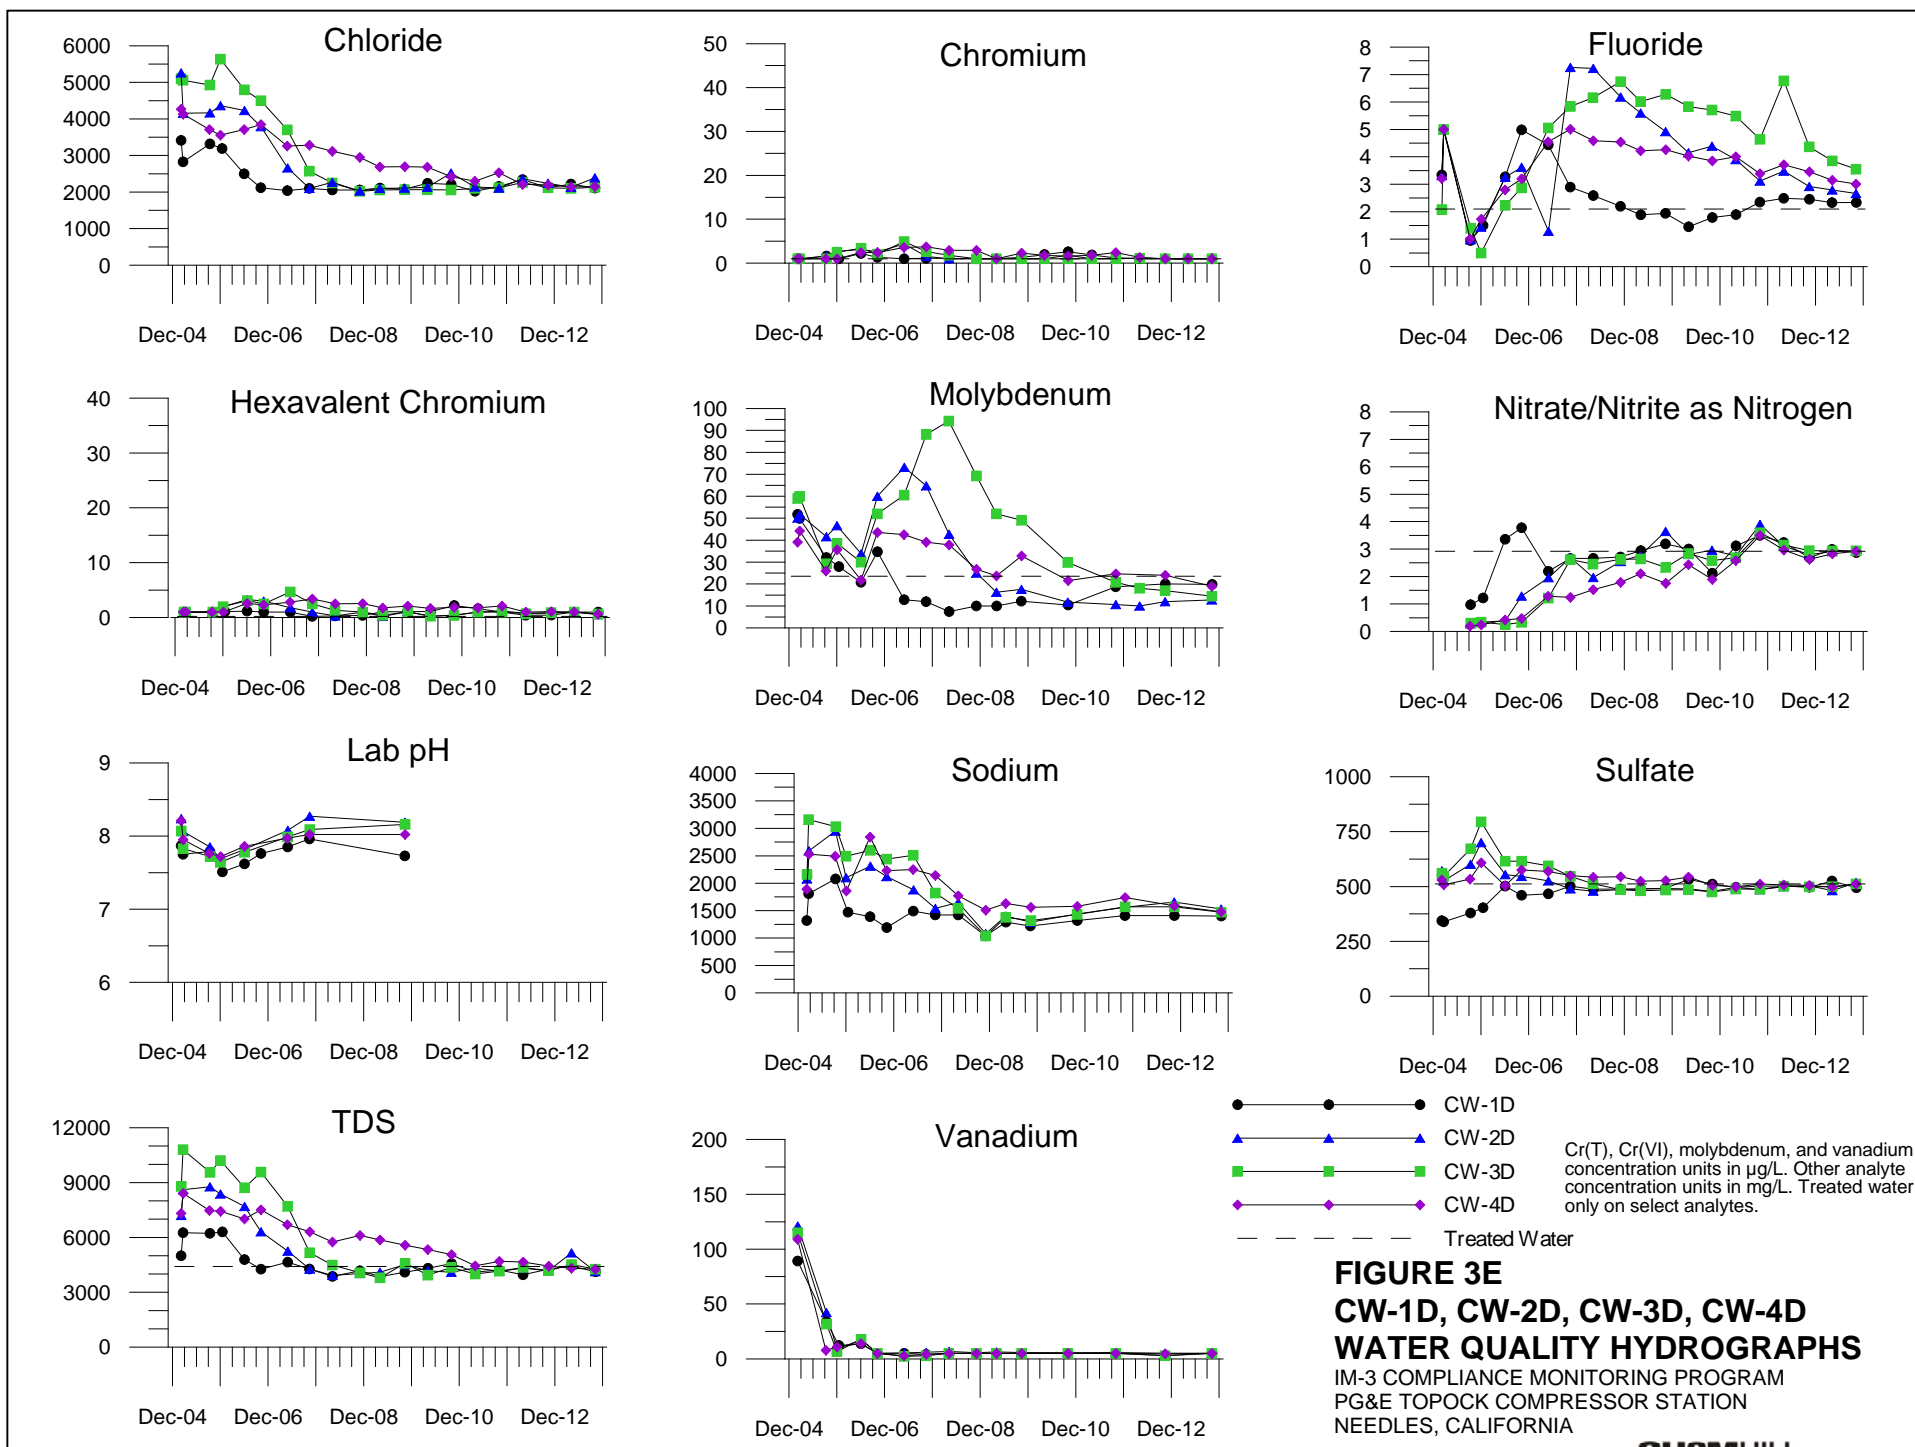 Chloride
6000
5000
4000
3000
2000
1000
0
Dec-04 Dec-06 Dec-08 Dec-10 Dec-12
Chromium
50
40
30
20
10
0
Dec-04 Dec-06 Dec-08 Dec-10 Dec-12
Fluoride
8
7
6
5
4
3
2
1
0
Dec-04 Dec-06 Dec-08 Dec-10 Dec-12
Hexavalent Chromium
40
30
20
10
0
Dec-04 Dec-06 Dec-08 Dec-10 Dec-12
Molybdenum
100
90
80
70
60
50
40
30
20
10
0
Dec-04 Dec-06 Dec-08 Dec-10 Dec-12
Nitrate/Nitrite as Nitrogen
8
7
6
5
4
3
2
1
0
Dec-04 Dec-06 Dec-08 Dec-10 Dec-12
Lab pH
9
8
7
6
Dec-04 Dec-06 Dec-08 Dec-10 Dec-12
Sodium
4000
3500
3000
2500
2000
1500
1000
500
0
Dec-04 Dec-06 Dec-08 Dec-10 Dec-12
Sulfate
1000
750
500
250
0
Dec-04 Dec-06 Dec-08 Dec-10 Dec-12
TDS
12000
9000
6000
3000
0
Dec-04 Dec-06 Dec-08 Dec-10 Dec-12
Vanadium
200
150
100
50
0
Dec-04 Dec-06 Dec-08 Dec-10 Dec-12
CW-1D
CW-2D
CW-3D
CW-4D
Treated Water
Cr(T), Cr(VI), molybdenum, and vanadium
concentration units in µg/L. Other analyte
concentration units in mg/L. Treated water
only on select analytes.
FIGURE 3E
CW-1D, CW-2D, CW-3D, CW-4D
WATER QUALITY HYDROGRAPHS
IM-3 COMPLIANCE MONITORING PROGRAM
PG&E TOPOCK COMPRESSOR STATION
NEEDLES, CALIFORNIA